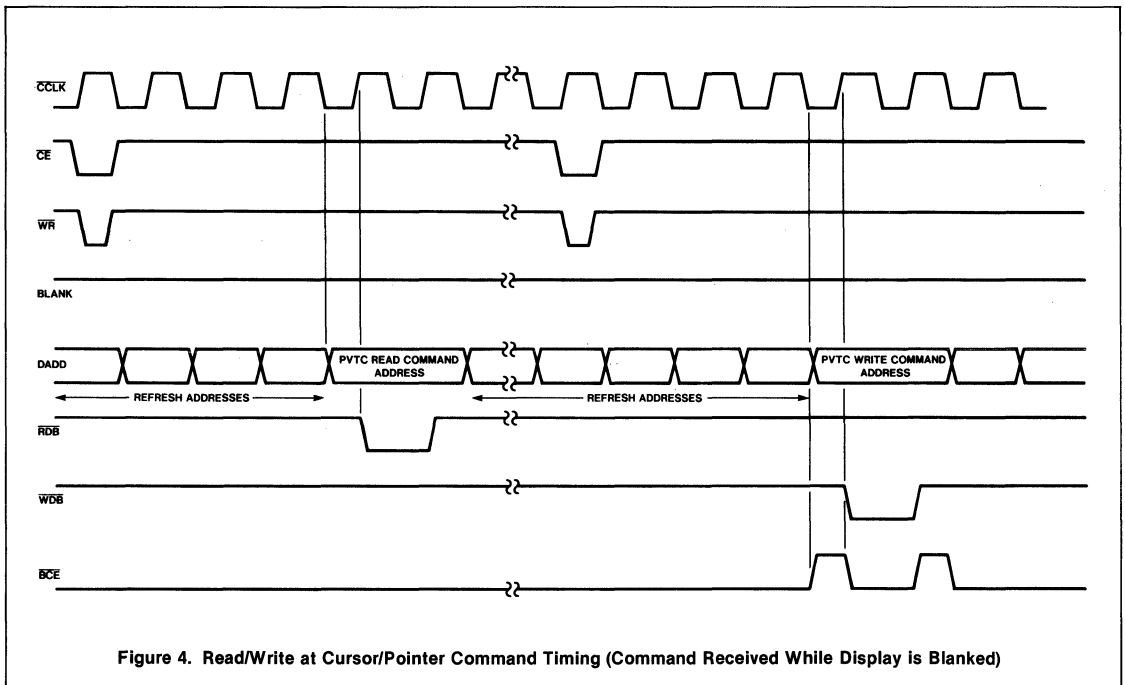 CCLK
CE
WR
BLANK
DADD
PVTC READ COMMAND
ADDRESS
PVTC WRITE COMMAND
ADDRESS
REFRESH ADDRESSES
REFRESH ADDRESSES
RDB
WDB
BCE
Figure 4. Read/Write at Cursor/Pointer Command Timing (Command Received While Display is Blanked)